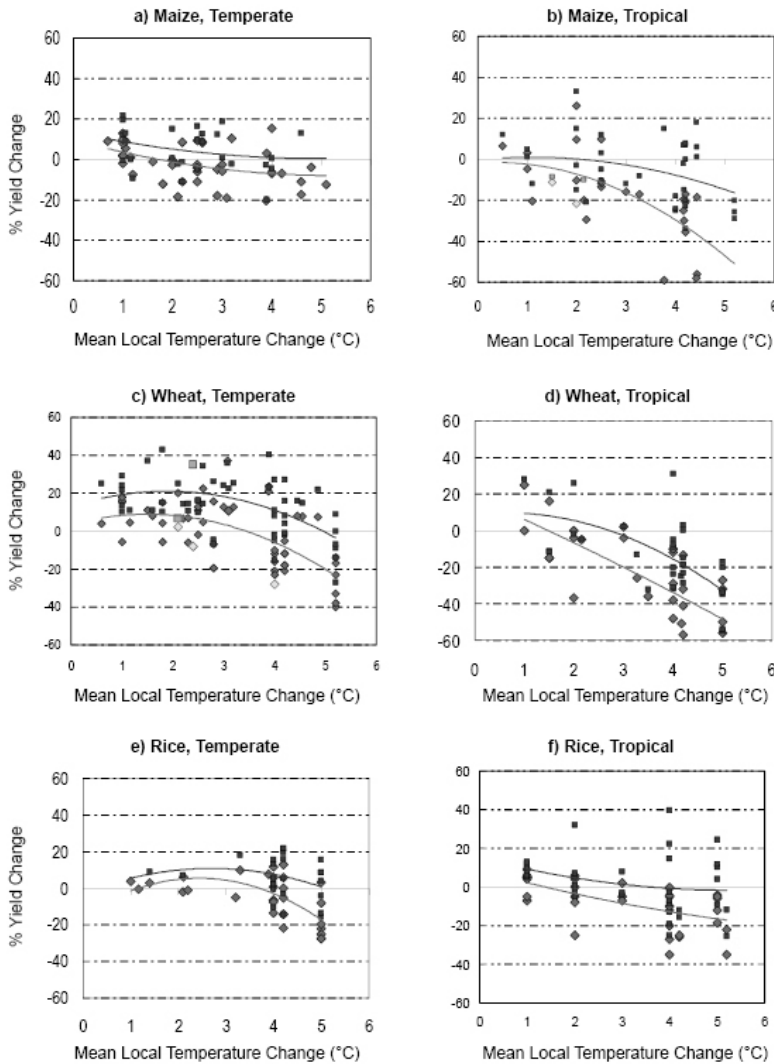 a) Maize, Temperate
60
40
20
0
-20
-40
-60
% Yield Change
0 1 2 3 4 5 6
Mean Local Temperature Change (°C)
b) Maize, Tropical
60
40
20
0
-20
-40
-60
0 1 2 3 4 5 6
Mean Local Temperature Change (°C)
c) Wheat, Temperate
60
40
20
0
-20
-40
-60
% Yield Change
0 1 2 3 4 5 6
Mean Local Temperature Change (°C)
d) Wheat, Tropical
60
40
20
0
-20
-40
-60
0 1 2 3 4 5 6
Mean Local Temperature Change (°C)
e) Rice, Temperate
60
40
20
0
-20
-40
-60
% Yield Change
0 1 2 3 4 5 6
Mean Local Temperature Change (°C)
f) Rice, Tropical
60
40
20
0
-20
-40
-60
0 1 2 3 4 5 6
Mean Local Temperature Change (°C)